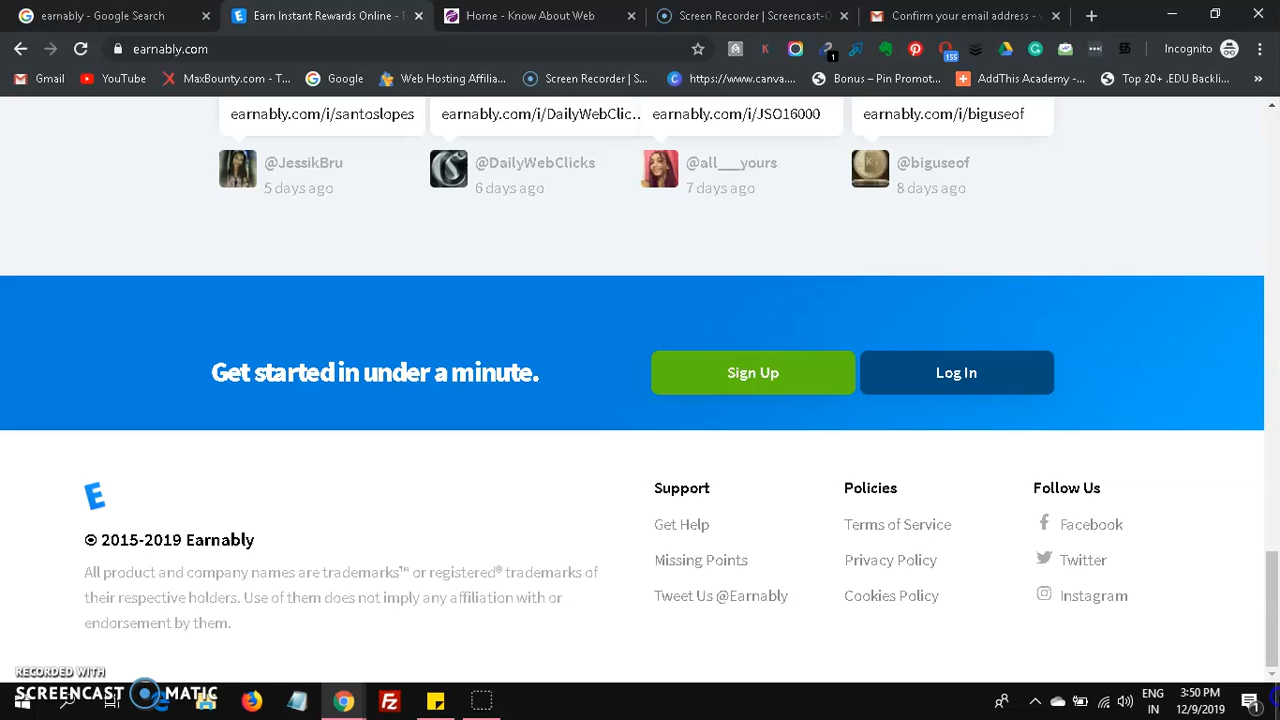 earnably - Google Search
Earn Instant Rewards Online -
Home - Know About Web
Screen Recorder | Screencast-O
Confirm your email address - v
earnably.com
1
155
Incognito
Gmail
YouTube
MaxBounty.com - T...
Google
Web Hosting Affilia...
Screen Recorder | S...
https://www.canva....
Bonus – Pin Promot...
AddThis Academy -...
Top 20+ .EDU Backlin...
earnably.com/i/santoslopes
earnably.com/i/DailyWebClic...
earnably.com/i/JSO16000
earnably.com/i/biguseof
@JessikBru
5 days ago
@DailyWebClicks
6 days ago
@all___yours
7 days ago
@biguseof
8 days ago
Get started in under a minute.
Sign Up
Log In
E
© 2015-2019 Earnably
All product and company names are trademarks™ or registered® trademarks of
their respective holders. Use of them does not imply any affiliation with or
endorsement by them.
Support
Get Help
Missing Points
Tweet Us @Earnably
Policies
Terms of Service
Privacy Policy
Cookies Policy
Follow Us
Facebook
Twitter
Instagram
RECORDED WITH
SCREENCAST MATIC
ENG
IN
3:50 PM
12/9/2019
1